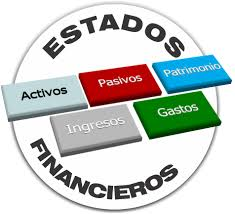 ESTADOS
Activos
Pasivos
Patrimonio
Ingresos
Gastos
FINANCIEROS